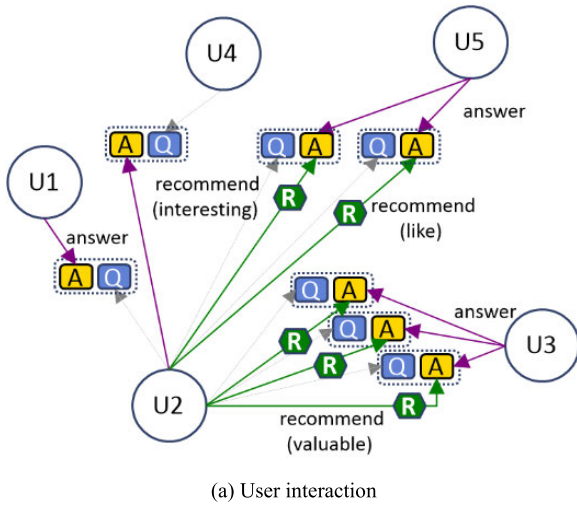 U4
U5
answer
A Q
Q A
Q A
U1
recommend
(interesting)
R
R
recommend
(like)
answer
A Q
Q A
answer
Q A
R
U3
R
Q A
U2
R
recommend
(valuable)
(a) User interaction